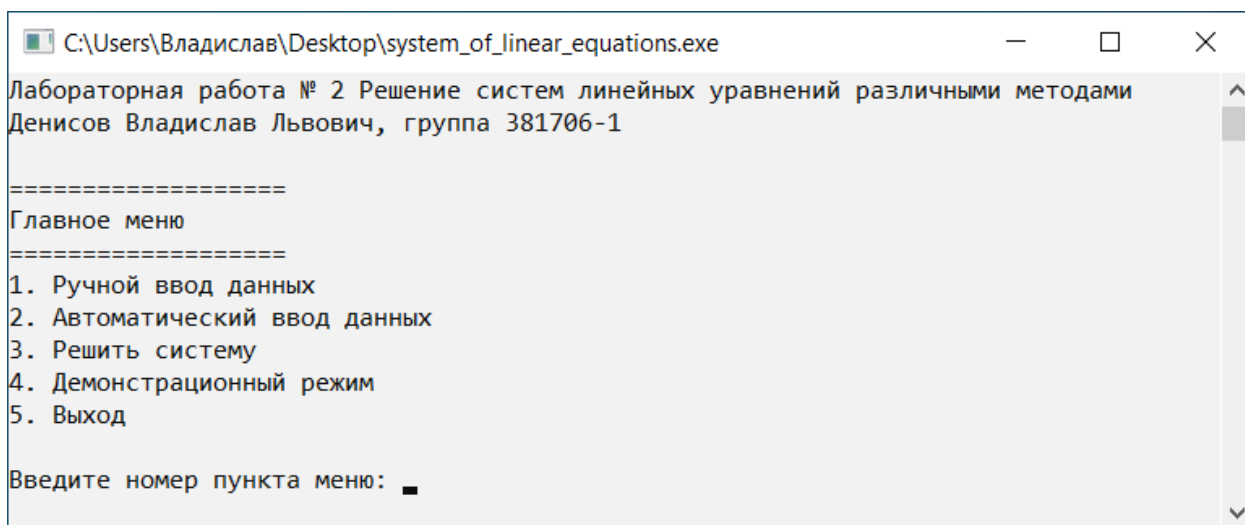 C:\Users\Владислав\Desktop\system_of_linear_equations.exe
Лабораторная работа № 2 Решение систем линейных уравнений различными методами
Денисов Владислав Львович, группа 381706-1
===================
Главное меню
===================
1. Ручной ввод данных
2. Автоматический ввод данных
3. Решить систему
4. Демонстрационный режим
5. Выход
Введите номер пункта меню: